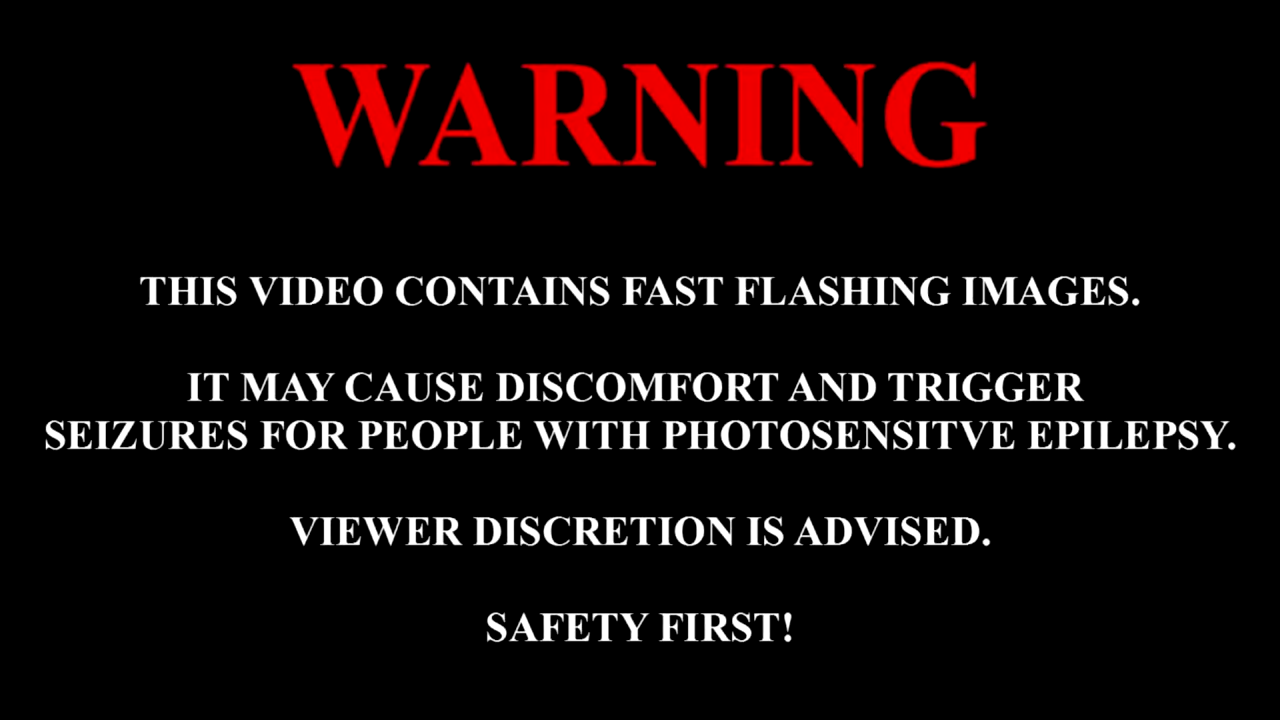 WARNING
THIS VIDEO CONTAINS FAST FLASHING IMAGES.
IT MAY CAUSE DISCOMFORT AND TRIGGER
SEIZURES FOR PEOPLE WITH PHOTOSENSITVE EPILEPSY.
VIEWER DISCRETION IS ADVISED.
SAFETY FIRST!